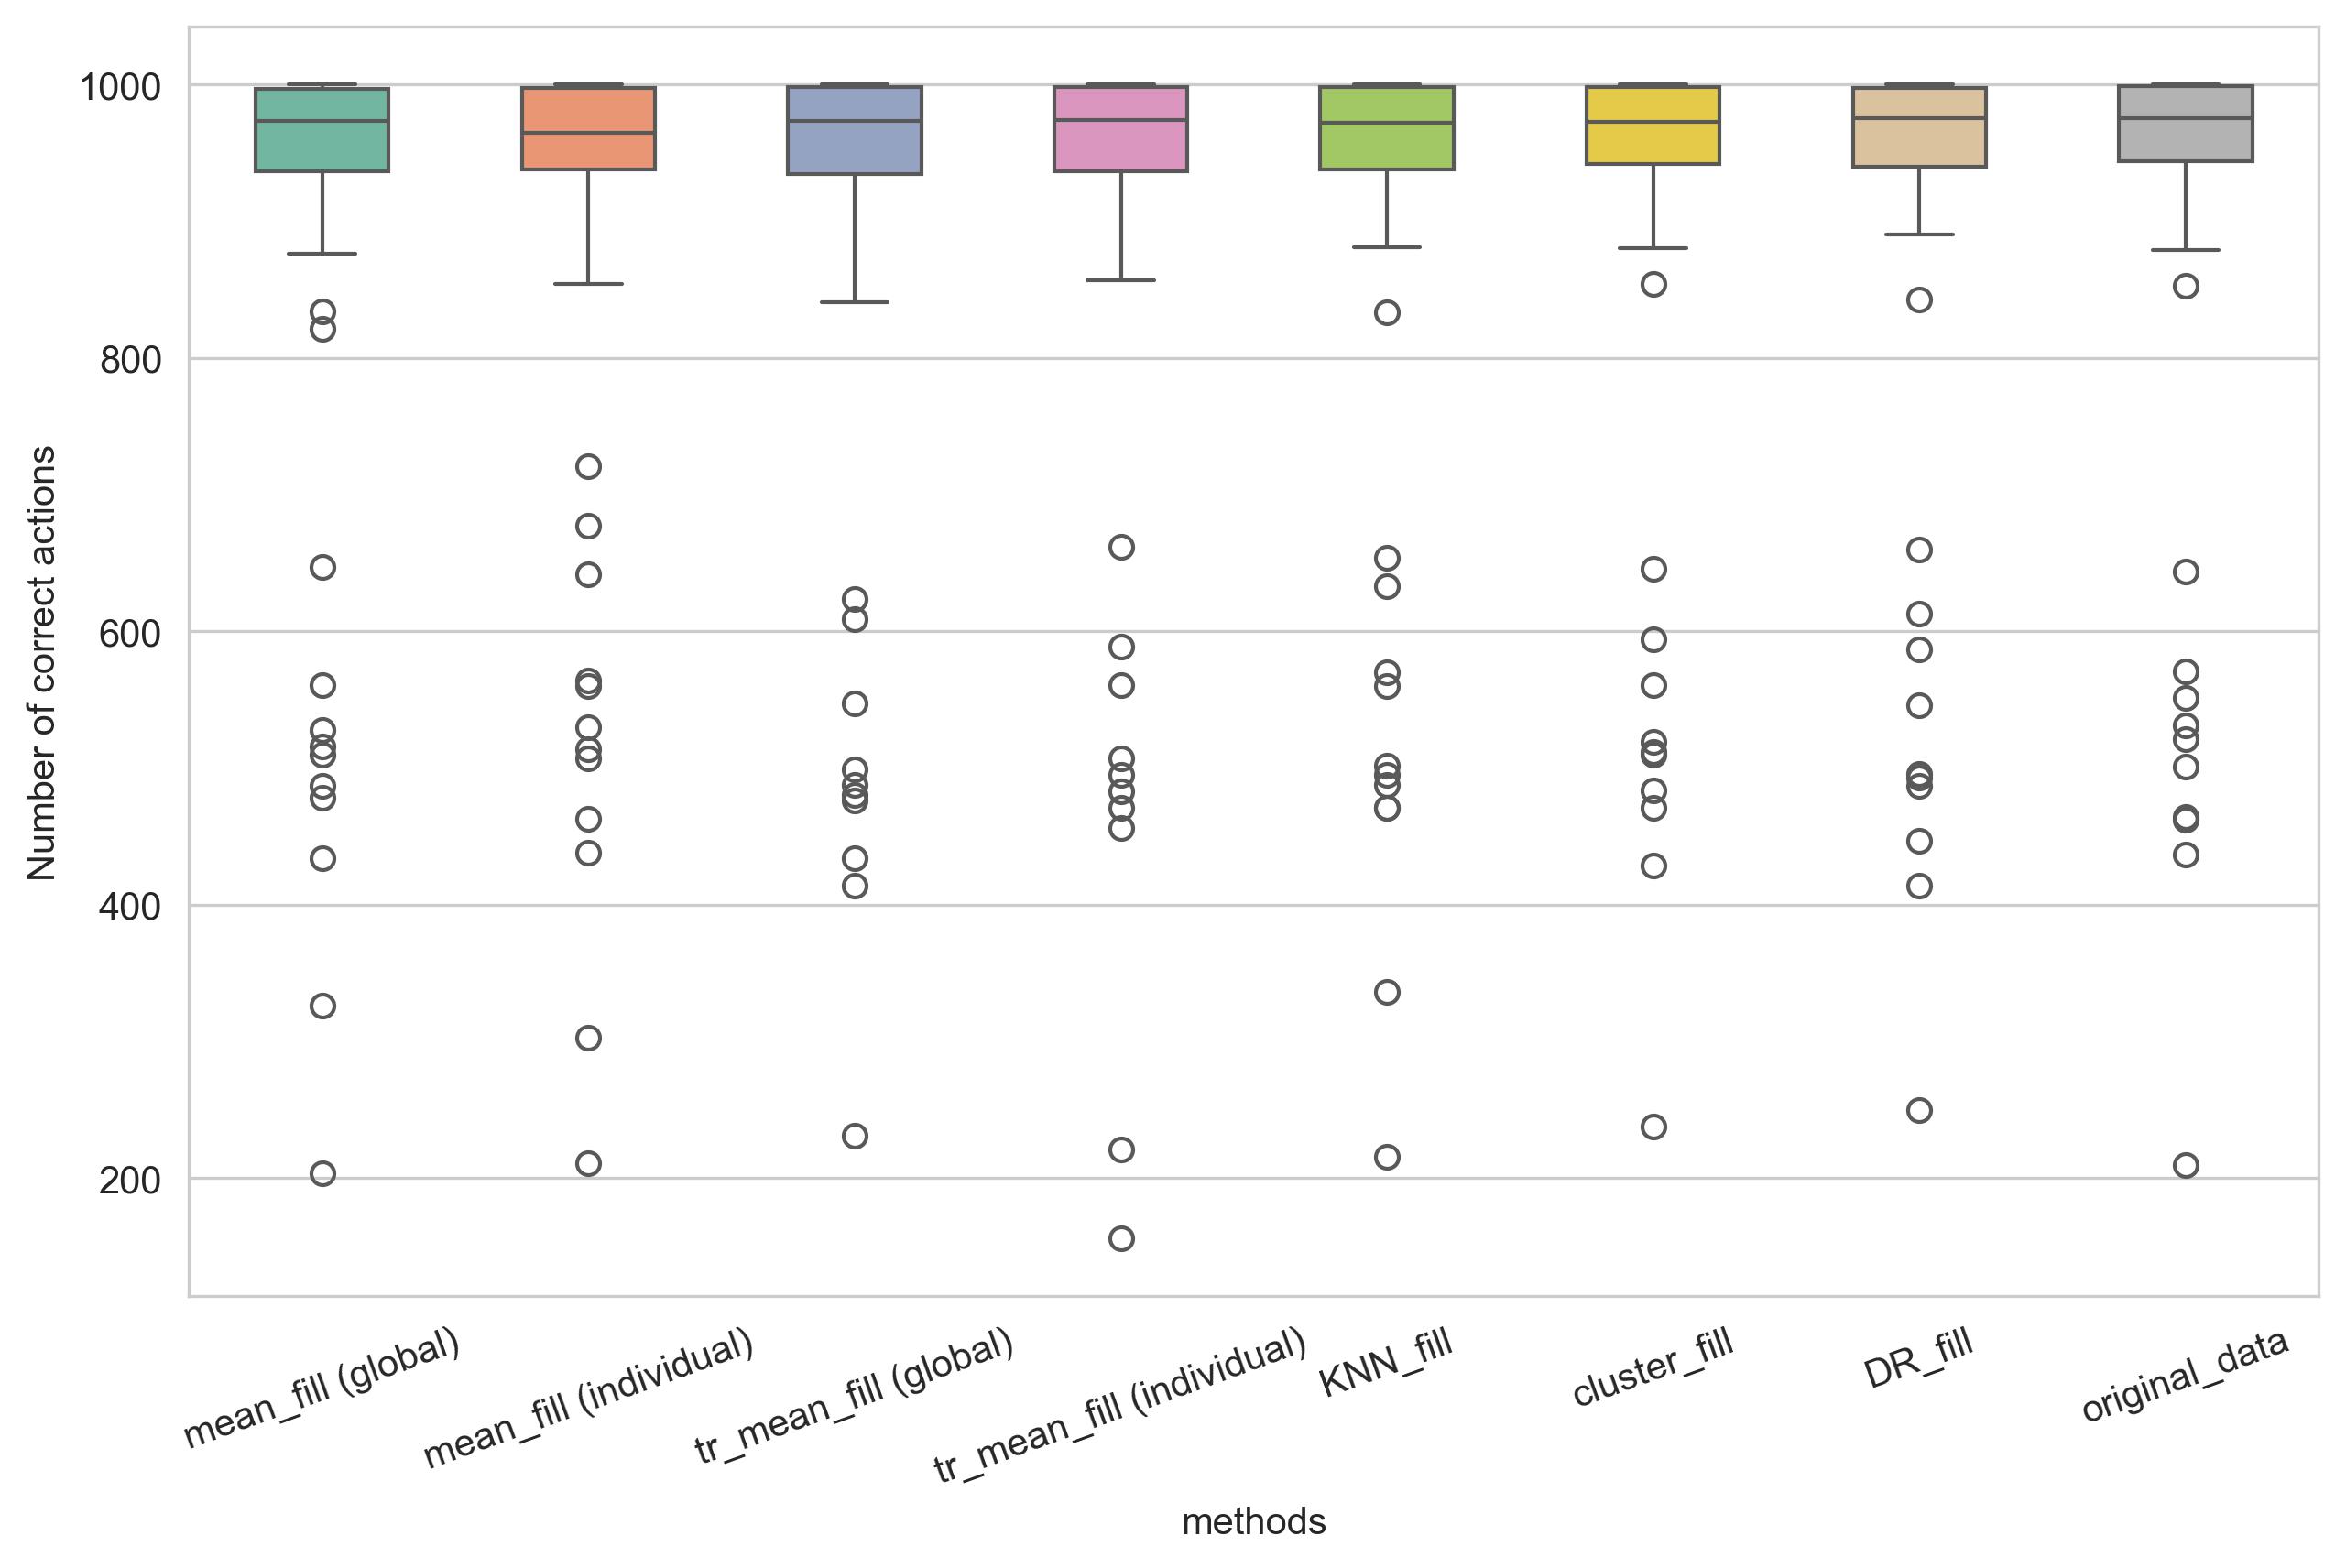 1000
800
600
400
200
Number of correct actions
mean_fill (global)
mean_fill (individual)
tr_mean_fill (global)
tr_mean_fill (individual)
KNN_fill
cluster_fill
DR_fill
original_data
methods